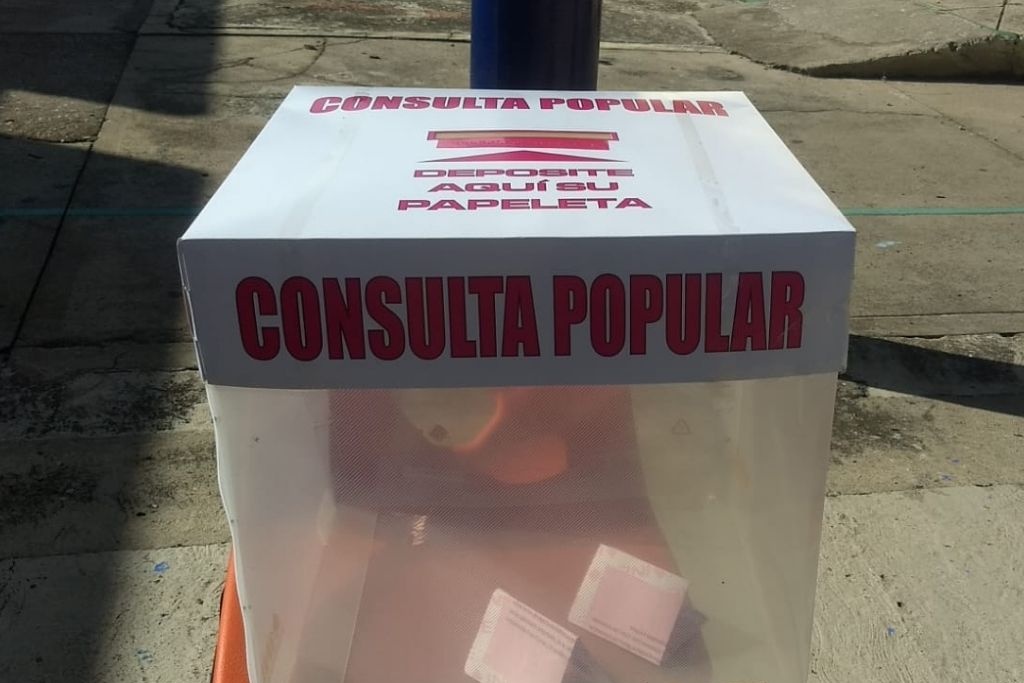 CONSULTA POPULAR
DEPOSITE
AQUÍ SU
PAPELETA
CONSULTA POPULAR